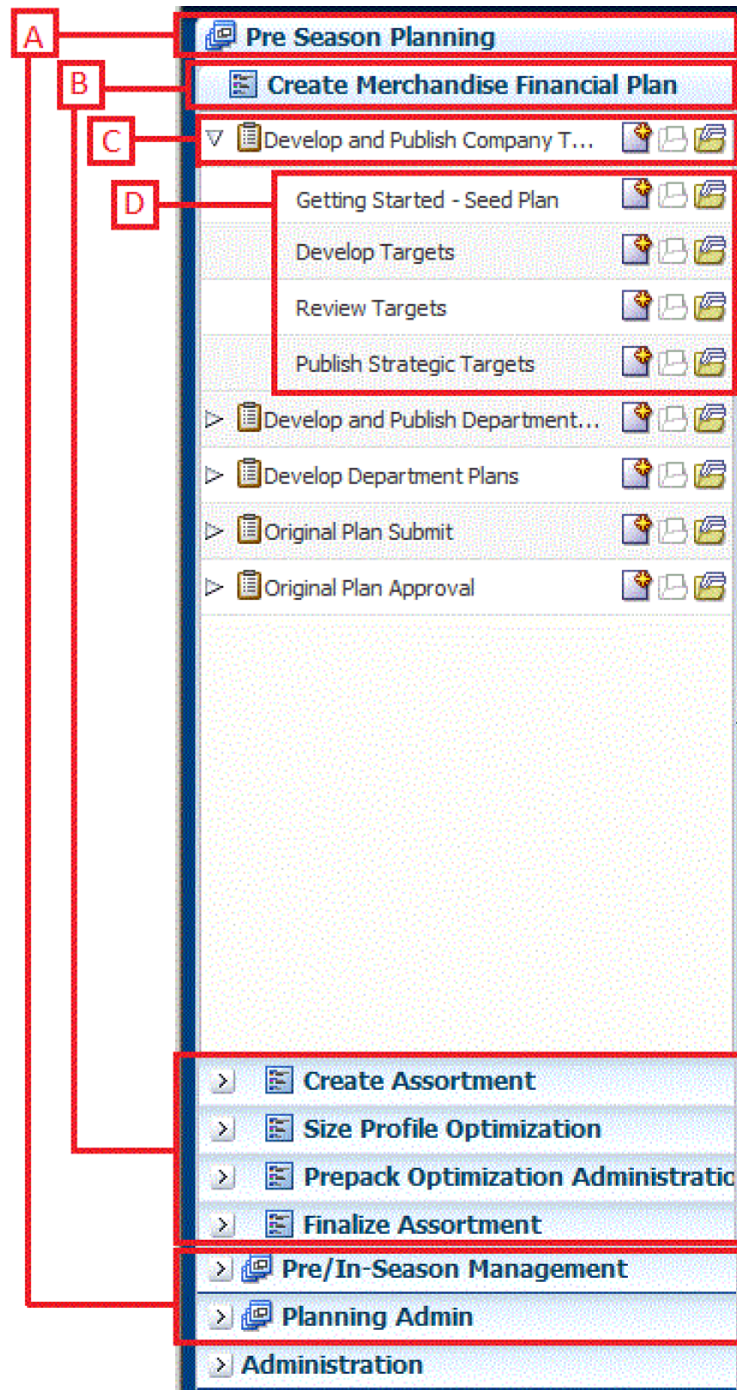 A
Pre Season Planning
B
Create Merchandise Financial Plan
C
Develop and Publish Company T...
D
Getting Started - Seed Plan
Develop Targets
Review Targets
Publish Strategic Targets
Develop and Publish Department...
Develop Department Plans
Original Plan Submit
Original Plan Approval
Create Assortment
Size Profile Optimization
Prepack Optimization Administratio
Finalize Assortment
Pre/In-Season Management
Planning Admin
Administration